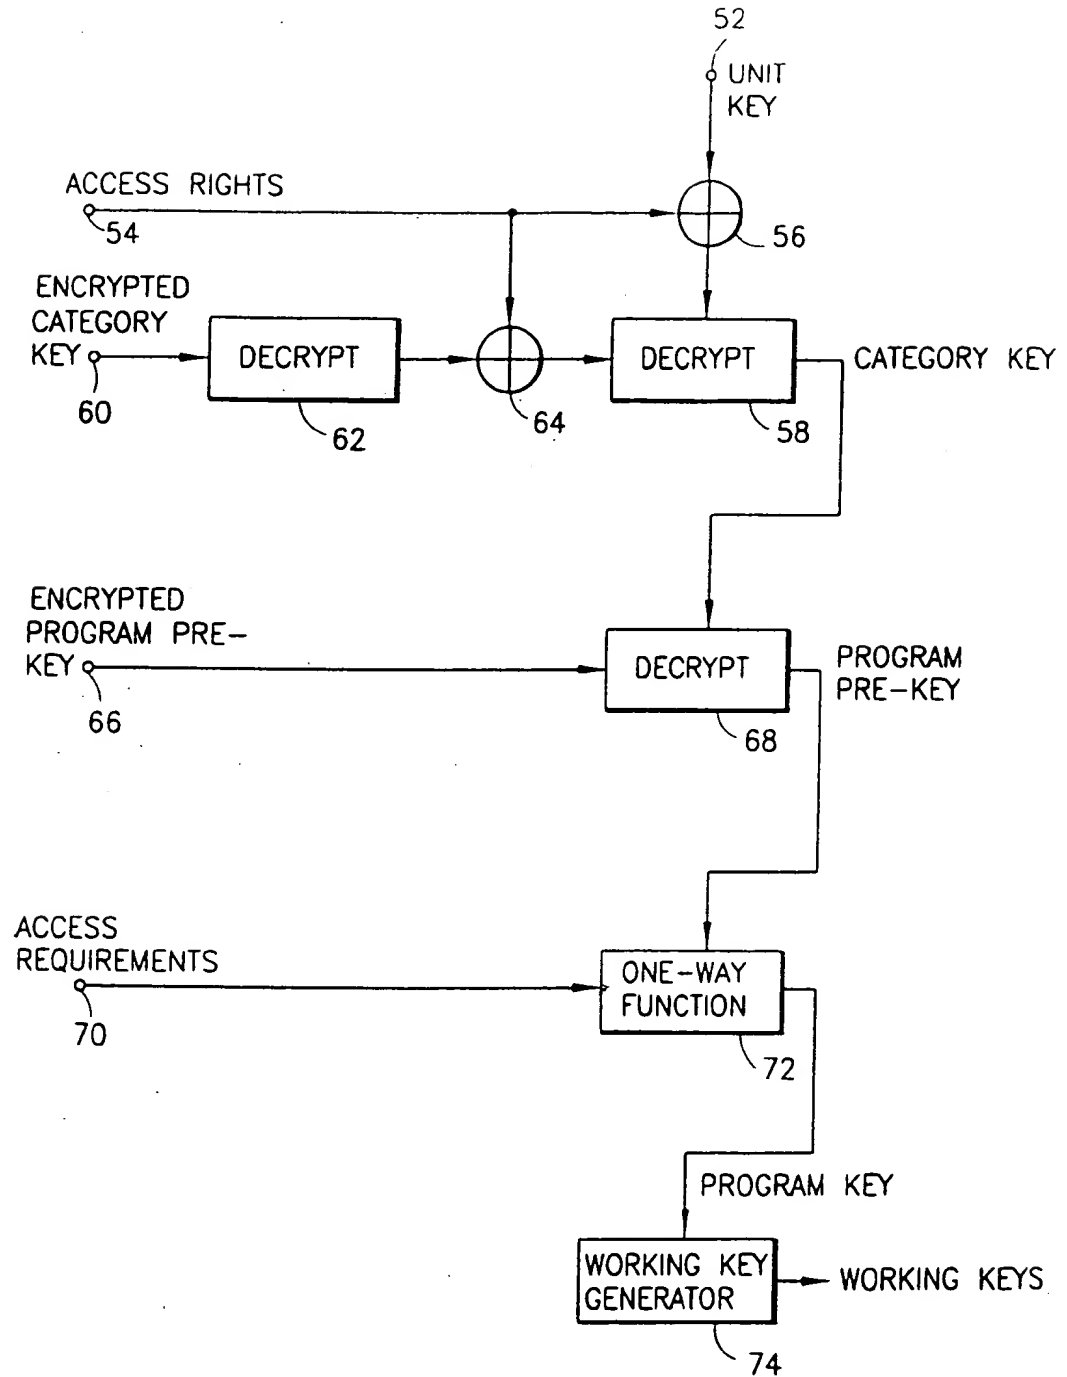 52
UNIT
KEY
ACCESS RIGHTS
54
56
ENCRYPTED
CATEGORY
KEY
DECRYPT
DECRYPT
CATEGORY KEY
60
62
64
58
ENCRYPTED
PROGRAM PRE-
KEY
DECRYPT
PROGRAM
PRE-KEY
66
68
ACCESS
REQUIREMENTS
ONE-WAY
FUNCTION
70
72
PROGRAM KEY
WORKING KEY
GENERATOR
WORKING KEYS
74